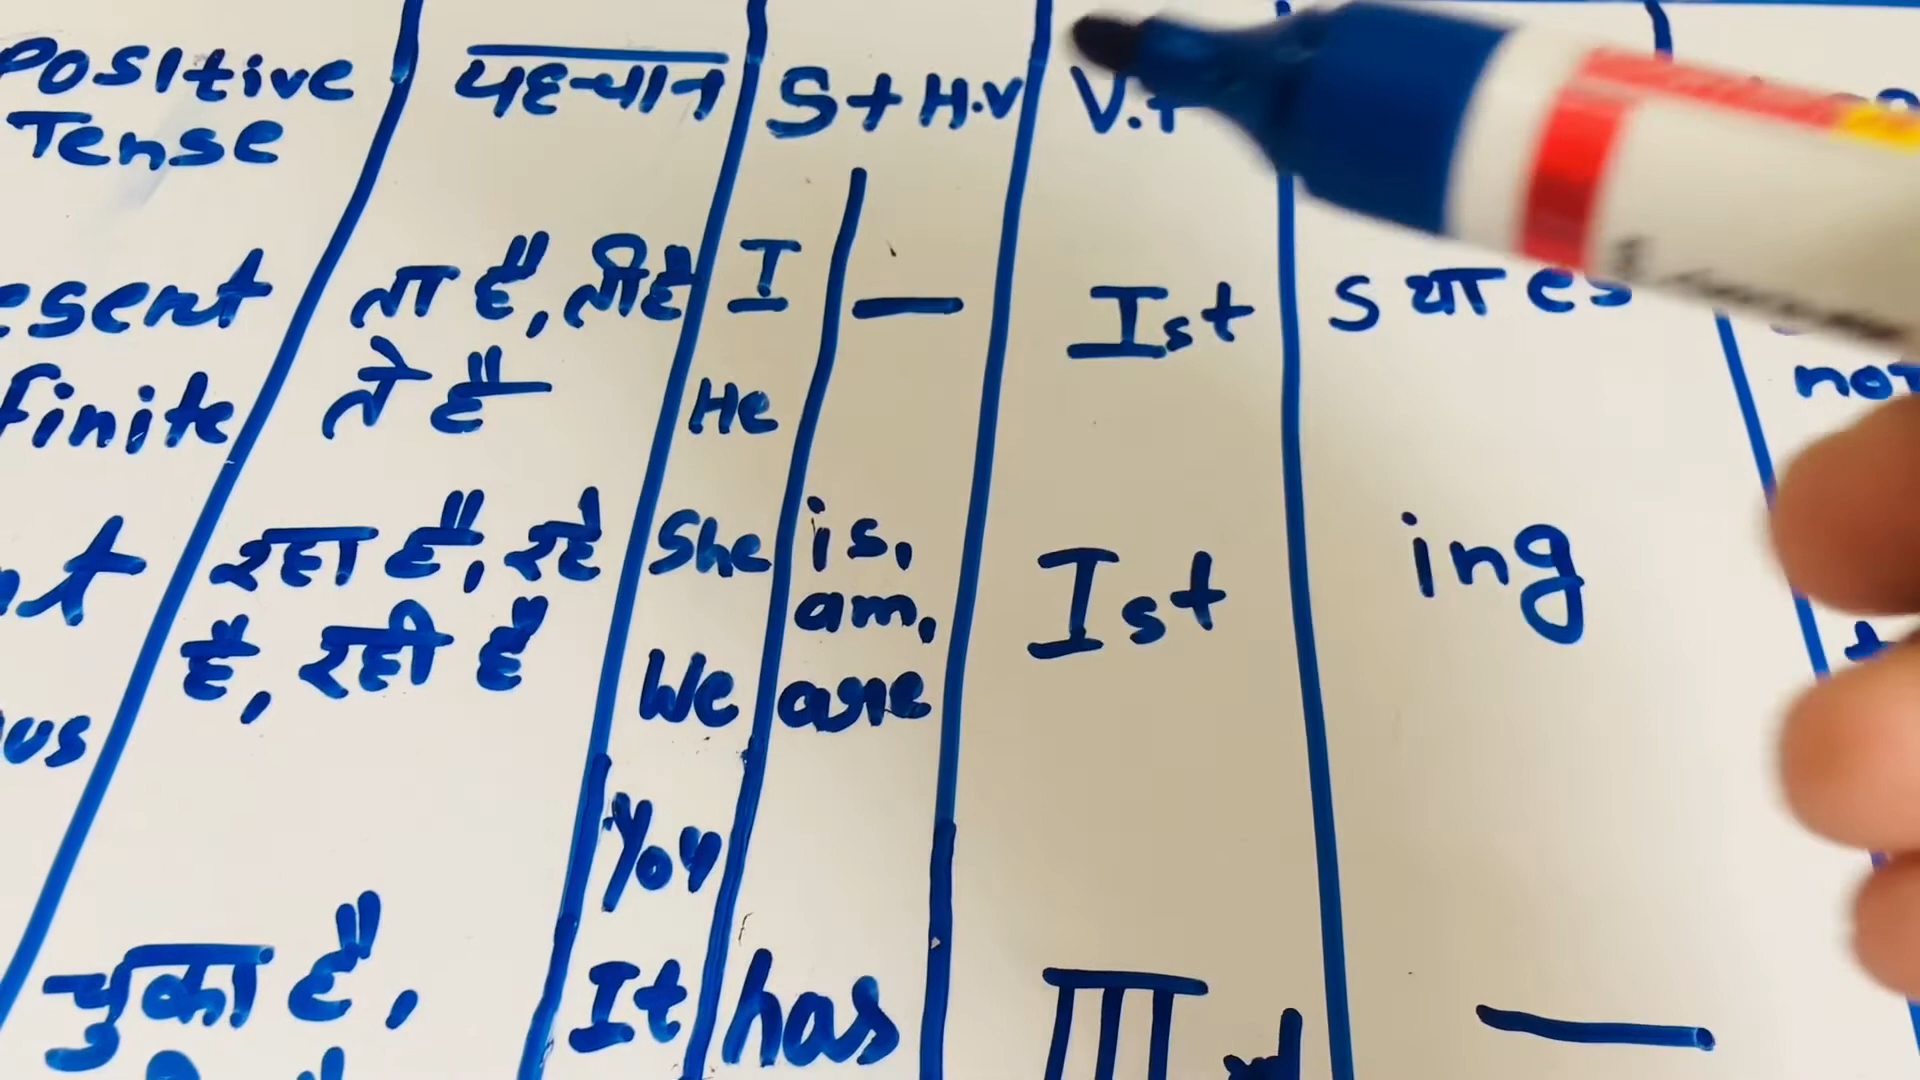 Positive पहचान S + H.V V.
Tense
esent ता है, ती है I — Ist s या es
finite ते हैं He not
रहा है, रहे She is, Ist ing
am,
हैं, रही है We are
us
You
चुका है, It has IIIrd —